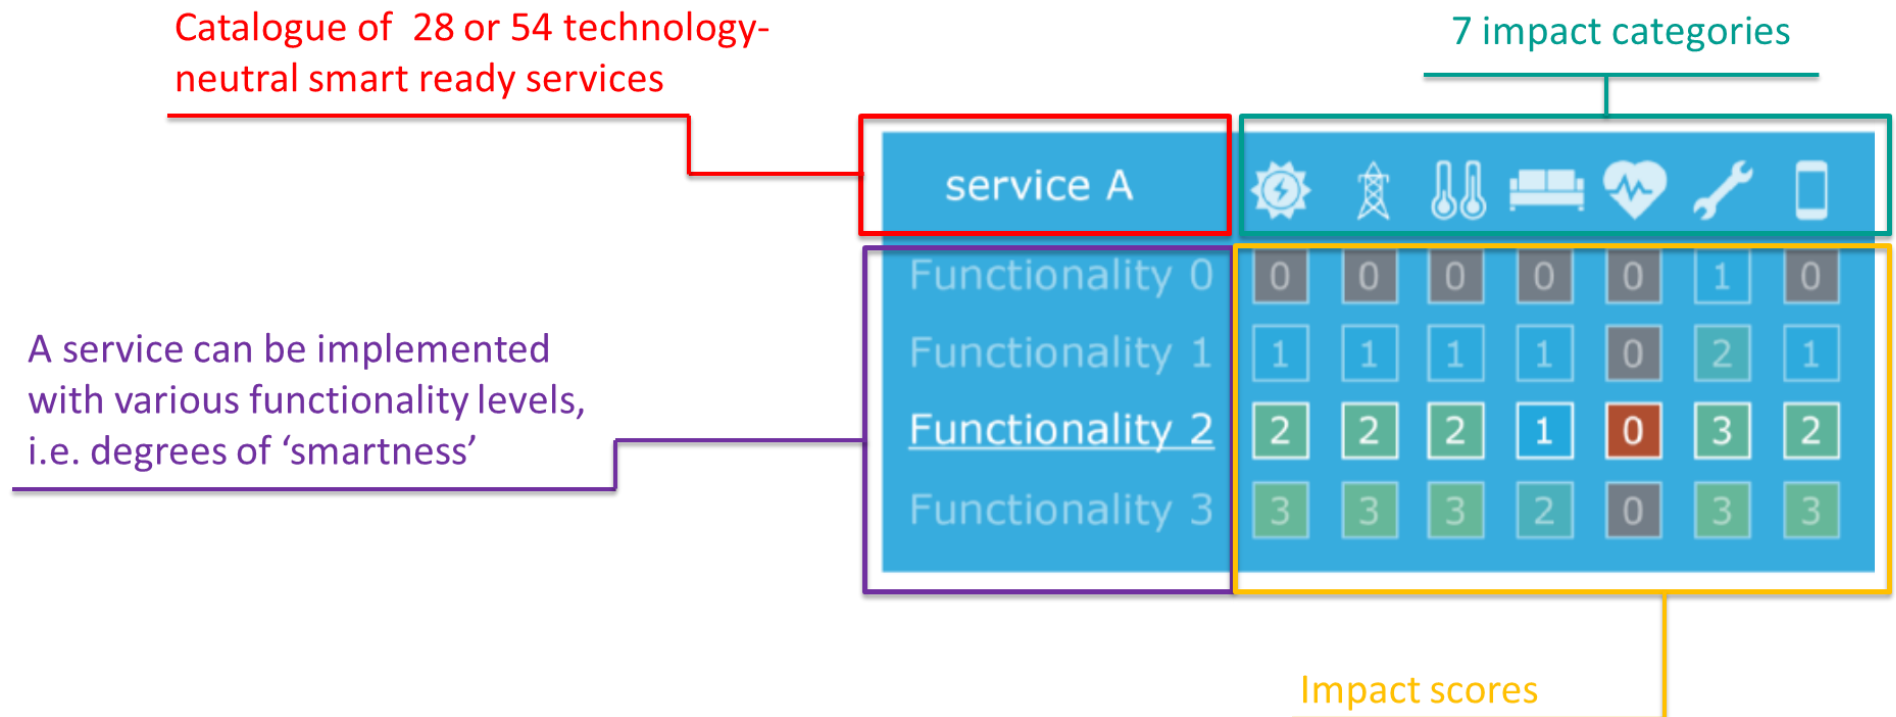 Catalogue of 28 or 54 technology-
neutral smart ready services
7 impact categories
service A
Functionality 0 0 0 0 0 0 1 0
Functionality 1 1 1 1 1 0 2 1
Functionality 2 2 2 2 1 0 3 2
Functionality 3 3 3 3 2 0 3 3
A service can be implemented
with various functionality levels,
i.e. degrees of ‘smartness’
Impact scores